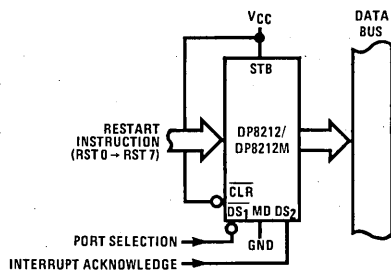 VCC
DATA
BUS
STB
RESTART
INSTRUCTION
(RST 0 → RST 7)
DP8212/
DP8212M
CLR
DS1 MD DS2
PORT SELECTION
GND
INTERRUPT ACKNOWLEDGE